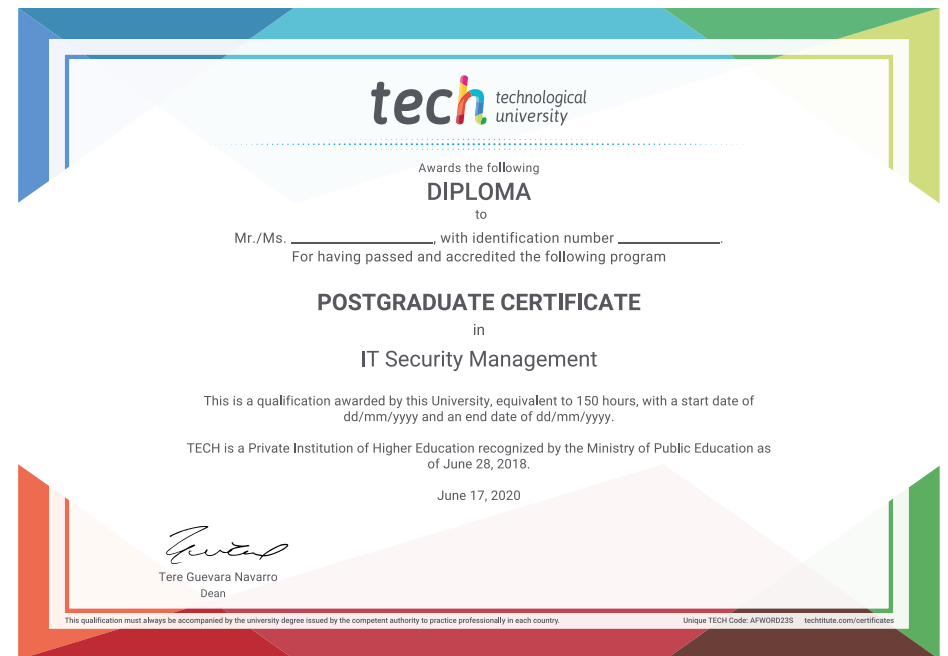 tech technological
university
Awards the following
DIPLOMA
to
Mr./Ms. ____________, with identification number ____________.
For having passed and accredited the following program
POSTGRADUATE CERTIFICATE
in
IT Security Management
This is a qualification awarded by this University, equivalent to 150 hours, with a start date of
dd/mm/yyyy and an end date of dd/mm/yyyy.
TECH is a Private Institution of Higher Education recognized by the Ministry of Public Education as
of June 28, 2018.
June 17, 2020
Tere Guevara Navarro
Dean
This qualification must always be accompanied by the university degree issued by the competent authority to practice professionally in each country.
Unique TECH Code: AFWORD23S techtitute.com/certificates